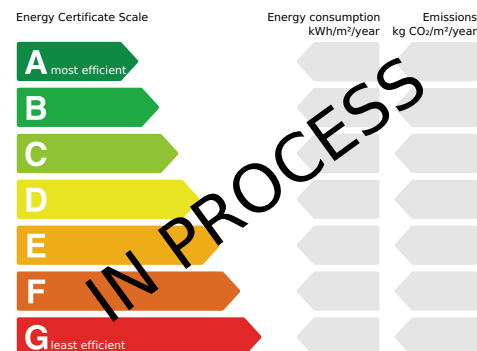 Energy Certificate Scale
Energy consumption
kWh/m²/year
Emissions
kg CO₂/m²/year
A most efficient
B
C
D
E
F
G least efficient
IN PROCESS